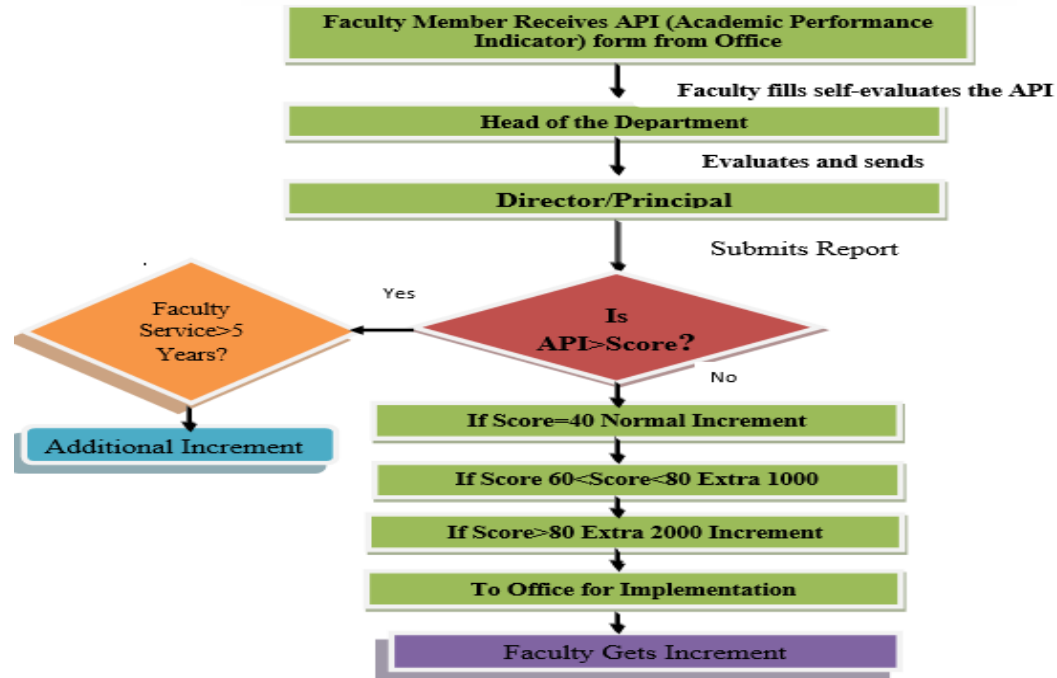 Faculty Member Receives API (Academic Performance
Indicator) form from Office
Faculty fills self-evaluates the API
Head of the Department
Evaluates and sends
Director/Principal
Submits Report
Is
API>Score?
Yes
Faculty
Service>5
Years?
Additional Increment
No
If Score=40 Normal Increment
If Score 60<Score<80 Extra 1000
If Score>80 Extra 2000 Increment
To Office for Implementation
Faculty Gets Increment